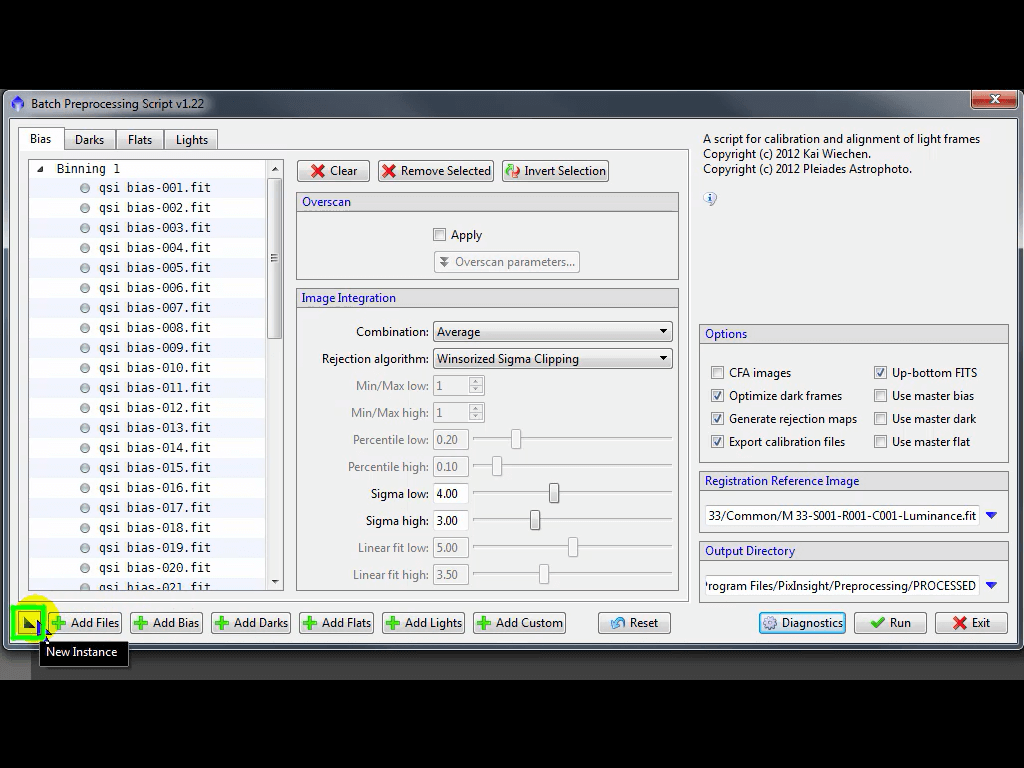 Batch Preprocessing Script v1.22
Bias Darks Flats Lights
Binning 1
qsi bias-001.fit
qsi bias-002.fit
qsi bias-003.fit
qsi bias-004.fit
qsi bias-005.fit
qsi bias-006.fit
qsi bias-007.fit
qsi bias-008.fit
qsi bias-009.fit
qsi bias-010.fit
qsi bias-011.fit
qsi bias-012.fit
qsi bias-013.fit
qsi bias-014.fit
qsi bias-015.fit
qsi bias-016.fit
qsi bias-017.fit
qsi bias-018.fit
qsi bias-019.fit
qsi bias-020.fit
qsi bias-021.fit
Clear Remove Selected Invert Selection
Overscan
Apply
Overscan parameters...
Image Integration
Combination: Average
Rejection algorithm: Winsorized Sigma Clipping
Min/Max low: 1
Min/Max high: 1
Percentile low: 0.20
Percentile high: 0.10
Sigma low: 4.00
Sigma high: 3.00
Linear fit low: 5.00
Linear fit high: 3.50
A script for calibration and alignment of light frames
Copyright (c) 2012 Kai Wiechen.
Copyright (c) 2012 Pleiades Astrophoto.
Options
CFA images Up-bottom FITS
Optimize dark frames Use master bias
Generate rejection maps Use master dark
Export calibration files Use master flat
Registration Reference Image
33/Common/M 33-S001-R001-C001-Luminance.fit
Output Directory
Program Files/PixInsight/Preprocessing/PROCESSED
Add Files Add Bias Add Darks Add Flats Add Lights Add Custom Reset Diagnostics Run Exit
New Instance